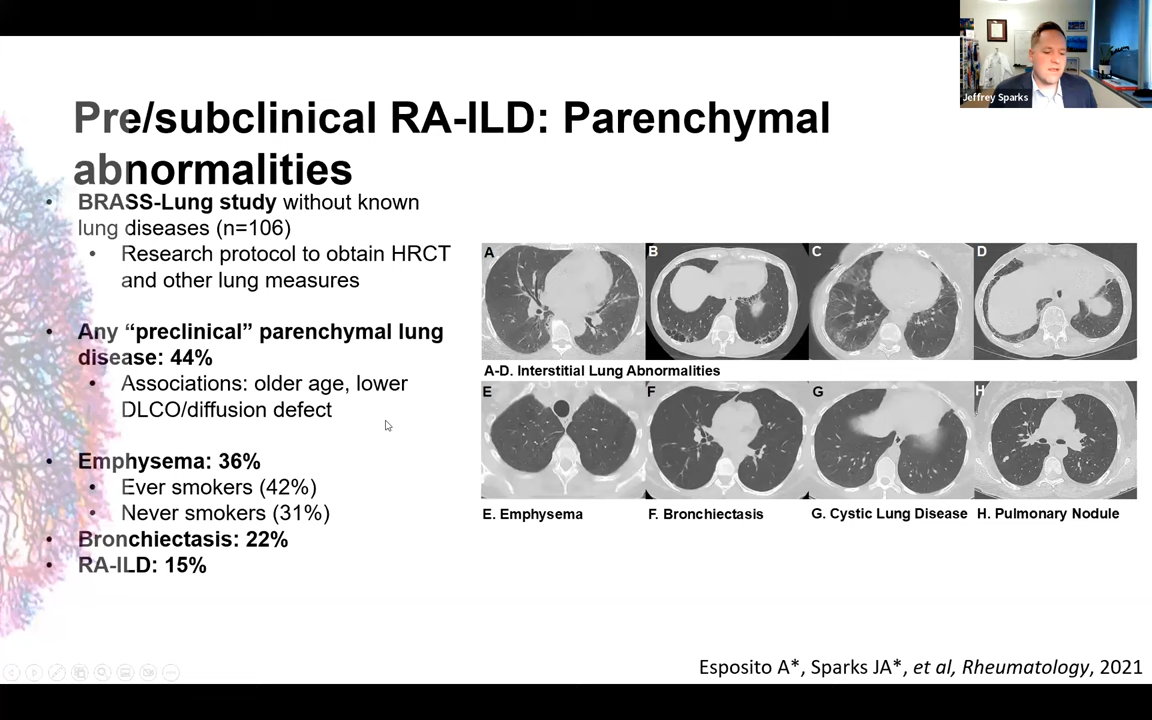 Jeffrey Sparks
Pre/subclinical RA-ILD: Parenchymal
abnormalities
• BRASS-Lung study without known
lung diseases (n=106)
• Research protocol to obtain HRCT
and other lung measures
• Any “preclinical” parenchymal lung
disease: 44%
• Associations: older age, lower
DLCO/diffusion defect
• Emphysema: 36%
• Ever smokers (42%)
• Never smokers (31%)
• Bronchiectasis: 22%
• RA-ILD: 15%
A B C D
A-D. Interstitial Lung Abnormalities
E F G H
E. Emphysema F. Bronchiectasis G. Cystic Lung Disease H. Pulmonary Nodule
Esposito A*, Sparks JA*, et al, Rheumatology, 2021